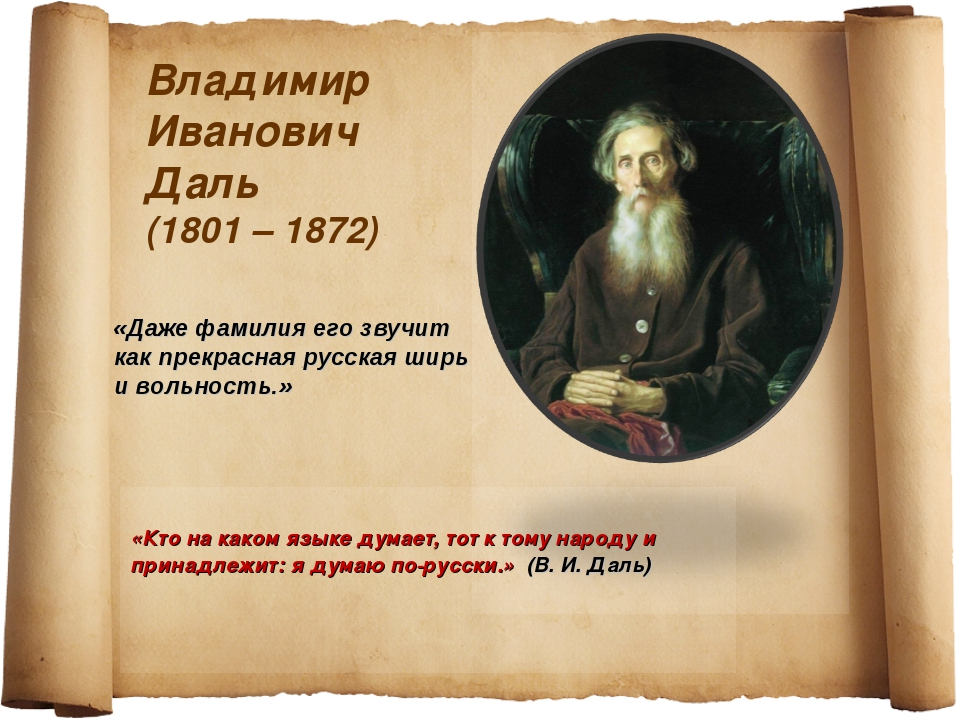 Владимир
Иванович
Даль
(1801 – 1872)
«Даже фамилия его звучит
как прекрасная русская ширь
и вольность.»
«Кто на каком языке думает, тот к тому народу и
принадлежит: я думаю по-русски.» (В. И. Даль)